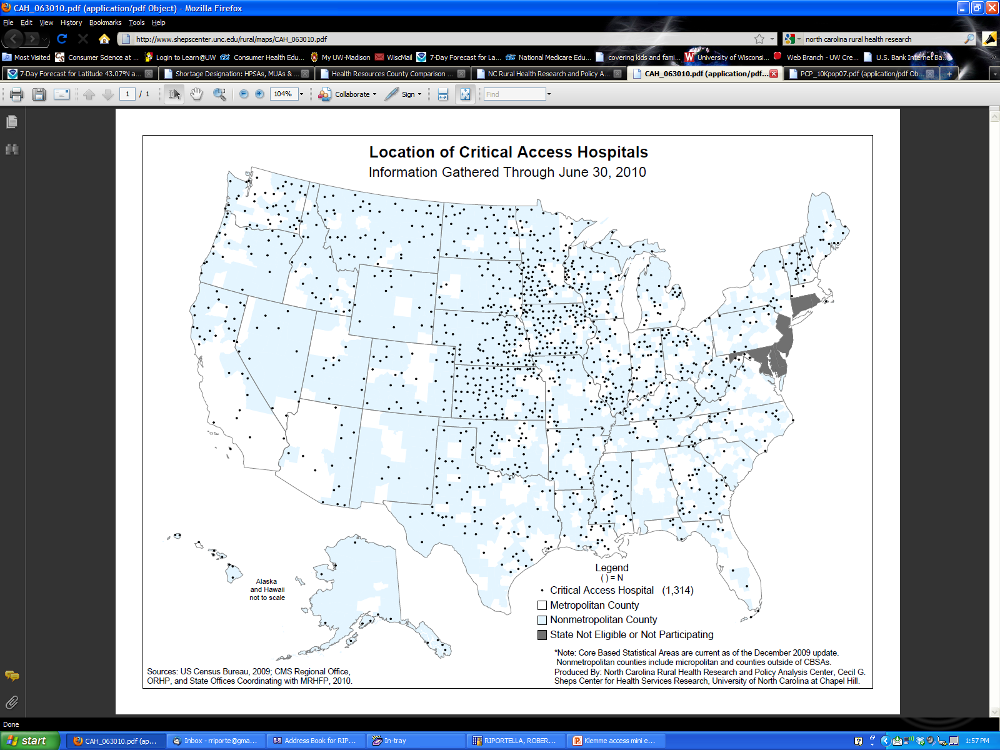 CAH_063010.pdf (application/pdf Object) - Mozilla Firefox
File Edit View History Bookmarks Tools Help
http://www.shepscenter.unc.edu/rural/maps/CAH_063010.pdf
north carolina rural health research
Most Visited Consumer Science at ... Login to Learn@UW Consumer Health Edu... My UW-Madison WiscMail 7-Day Forecast for La... National Medicare Edu... covering kids and fami... University of Wisconsi... Web Branch - UW Cre... U.S. Bank Internet Ba...
7-Day Forecast for Latitude 43.07°N a... Shortage Designation: HPSAs, MUAs & ... Health Resources County Comparison ... NC Rural Health Research and Policy A... CAH_063010.pdf (application/pdf... PCP_10Kpop07.pdf (application/pdf Ob...
1 / 1 104% Collaborate Sign Find
Location of Critical Access Hospitals
Information Gathered Through June 30, 2010
Alaska
and Hawaii
not to scale
Legend
( ) = N
Critical Access Hospital (1,314)
Metropolitan County
Nonmetropolitan County
State Not Eligible or Not Participating
*Note: Core Based Statistical Areas are current as of the December 2009 update.
Nonmetropolitan counties include micropolitan and counties outside of CBSAs.
Produced By: North Carolina Rural Health Research and Policy Analysis Center, Cecil G.
Sheps Center for Health Services Research, University of North Carolina at Chapel Hill.
Sources: US Census Bureau, 2009; CMS Regional Office,
ORHP, and State Offices Coordinating with MRHFP, 2010.
Done
start CAH_063010.pdf (ap... Inbox - rriporte@gma... Address Book for RIP... In-tray RIPORTELLA, ROBER... Klemme access mini e... 1:57 PM